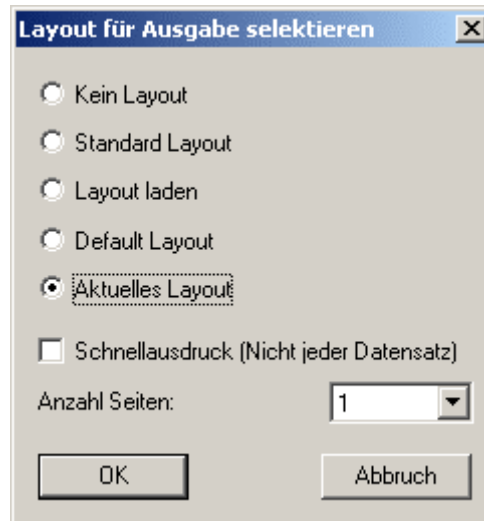 Layout für Ausgabe selektieren
Kein Layout
Standard Layout
Layout laden
Default Layout
Aktuelles Layout
Schnellausdruck (Nicht jeder Datensatz)
Anzahl Seiten: 1
OK Abbruch